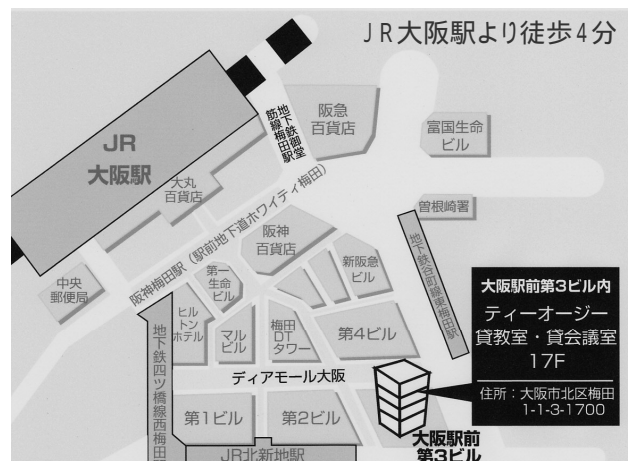 JR大阪駅より徒歩4分
JR
大阪駅
地下鉄御堂
筋線梅田駅
阪急
百貨店
富国生命
ビル
大丸
百貨店
曽根崎署
阪神梅田駅（駅前地下道ホワイティ梅田）
阪神
百貨店
地下鉄谷町線東梅田駅
中央
郵便局
第一
生命
ビル
新阪急
ビル
ヒル
トン
ホテル
マル
ビル
梅田
DT
タワー
第4ビル
大阪駅前第3ビル内
ティーオージー
貸教室・貸会議室
17F
住所：大阪市北区梅田
1-1-3-1700
地下鉄四ツ橋線西梅田駅
ディアモール大阪
第1ビル
第2ビル
大阪駅前
第3ビル
JR北新地駅